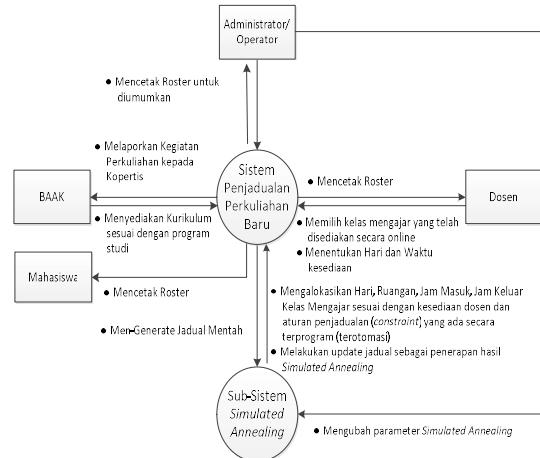 Administrator/
Operator
● Mencetak Roster untuk
diumumkan
● Melaporkan Kegiatan
Perkuliahan kepada
Kopertis
BAAK
● Menyediakan Kurikulum
sesuai dengan program
studi
Sistem
Penjadualan
Perkuliahan
Baru
● Mencetak Roster
Dosen
● Memilih kelas mengajar yang telah
disediakan secara online
● Menentukan Hari dan Waktu
kesediaan
Mahasiswa
● Mencetak Roster
● Men-Generate Jadual Mentah
● Mengalokasikan Hari, Ruangan, Jam Masuk, Jam Keluar
Kelas Mengajar sesuai dengan kesediaan dosen dan
aturan penjadualan (constraint) yang ada secara
terprogram (terotomasi)
● Melakukan update jadual sebagai penerapan hasil
Simulated Annealing
Sub-Sistem
Simulated
Annealing
● Mengubah parameter Simulated Annealing